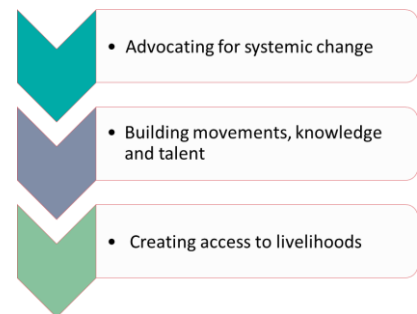 • Advocating for systemic change
• Building movements, knowledge
and talent
• Creating access to livelihoods